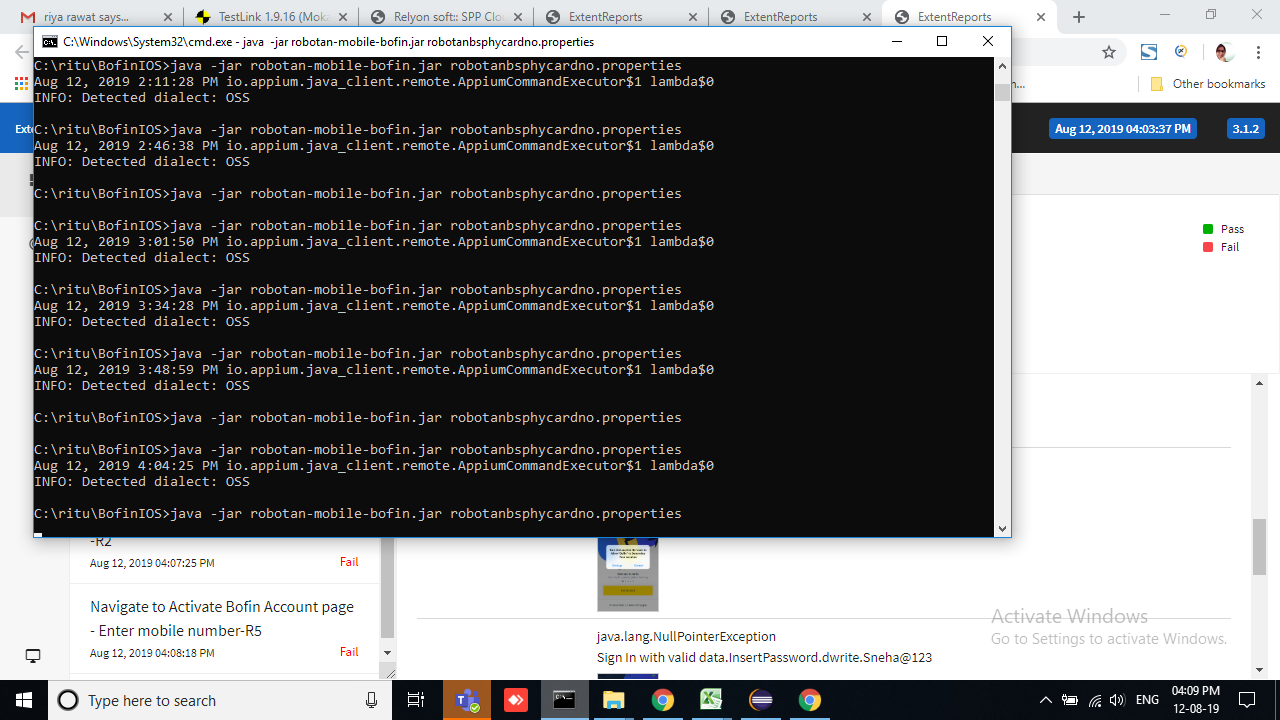 riya rawat says...
TestLink 1.9.16 (Moka
Relyon soft:: SPP Clo
ExtentReports
ExtentReports
ExtentReports
C:\Windows\System32\cmd.exe - java -jar robotan-mobile-bofin.jar robotanbsphycardno.properties
Other bookmarks
Exte
Aug 12, 2019 04:03:37 PM
3.1.2
Pass
Fail
C:\ritu\BofinIOS>java -jar robotan-mobile-bofin.jar robotanbsphycardno.properties
Aug 12, 2019 2:11:28 PM io.appium.java_client.remote.AppiumCommandExecutor$1 lambda$0
INFO: Detected dialect: OSS
C:\ritu\BofinIOS>java -jar robotan-mobile-bofin.jar robotanbsphycardno.properties
Aug 12, 2019 2:46:38 PM io.appium.java_client.remote.AppiumCommandExecutor$1 lambda$0
INFO: Detected dialect: OSS
C:\ritu\BofinIOS>java -jar robotan-mobile-bofin.jar robotanbsphycardno.properties
C:\ritu\BofinIOS>java -jar robotan-mobile-bofin.jar robotanbsphycardno.properties
Aug 12, 2019 3:01:50 PM io.appium.java_client.remote.AppiumCommandExecutor$1 lambda$0
INFO: Detected dialect: OSS
C:\ritu\BofinIOS>java -jar robotan-mobile-bofin.jar robotanbsphycardno.properties
Aug 12, 2019 3:34:28 PM io.appium.java_client.remote.AppiumCommandExecutor$1 lambda$0
INFO: Detected dialect: OSS
C:\ritu\BofinIOS>java -jar robotan-mobile-bofin.jar robotanbsphycardno.properties
Aug 12, 2019 3:48:59 PM io.appium.java_client.remote.AppiumCommandExecutor$1 lambda$0
INFO: Detected dialect: OSS
C:\ritu\BofinIOS>java -jar robotan-mobile-bofin.jar robotanbsphycardno.properties
C:\ritu\BofinIOS>java -jar robotan-mobile-bofin.jar robotanbsphycardno.properties
Aug 12, 2019 4:04:25 PM io.appium.java_client.remote.AppiumCommandExecutor$1 lambda$0
INFO: Detected dialect: OSS
C:\ritu\BofinIOS>java -jar robotan-mobile-bofin.jar robotanbsphycardno.properties
-R2
Aug 12, 2019 04:07:25 PM Fail
Navigate to Activate Bofin Account page
- Enter mobile number-R5
Aug 12, 2019 04:08:18 PM Fail
java.lang.NullPointerException
Sign In with valid data.InsertPassword.dwrite.Sneha@123
Activate Windows
Go to Settings to activate Windows.
Type here to search
ENG
04:09 PM
12-08-19